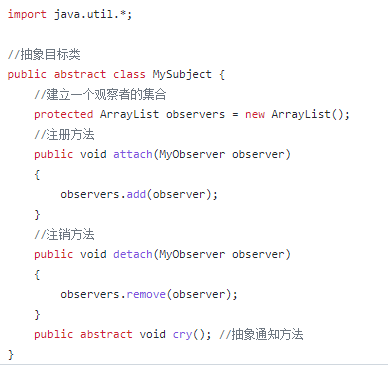 import java.util.*;
//抽象目标类
public abstract class MySubject {
//建立一个观察者的集合
protected ArrayList observers = new ArrayList();
//注册方法
public void attach(MyObserver observer)
{
observers.add(observer);
}
//注销方法
public void detach(MyObserver observer)
{
observers.remove(observer);
}
public abstract void cry(); //抽象通知方法
}